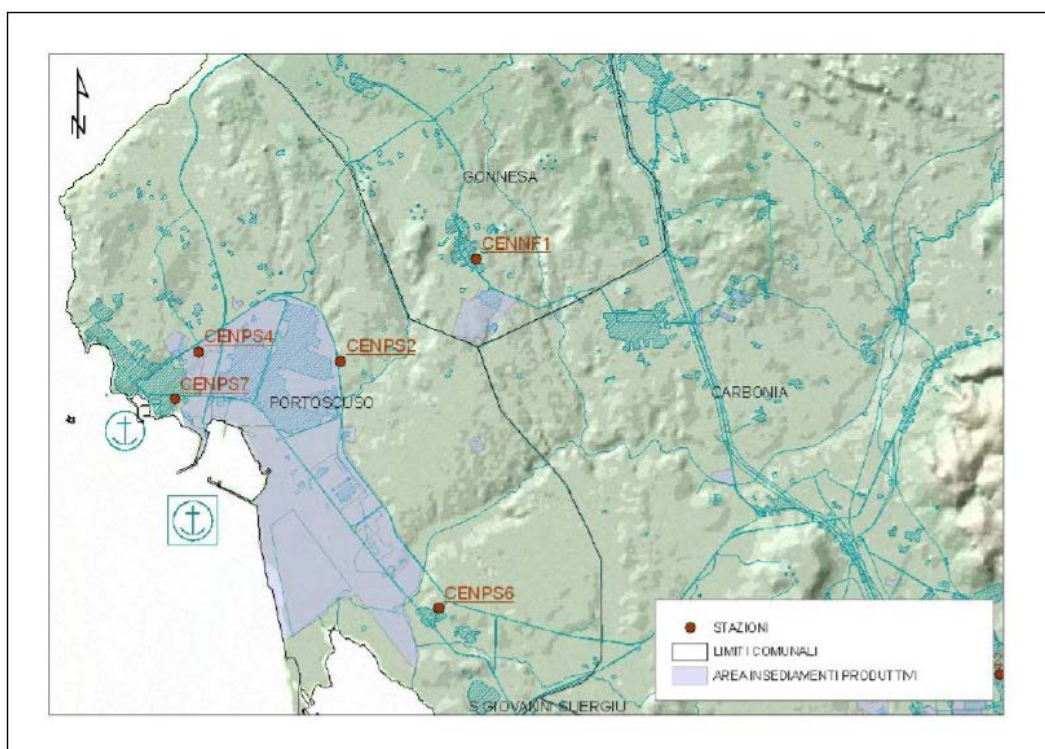 N
GONNESA
CENNF1
CENPS4
CENPS2
CENPS7
PORTOSCUSO
CARBONIA
CENPS6
S.GIOVANNI SUERGIU
STAZIONI
LIMITI COMUNALI
AREA INSEDIAMENTI PRODUTTIVI